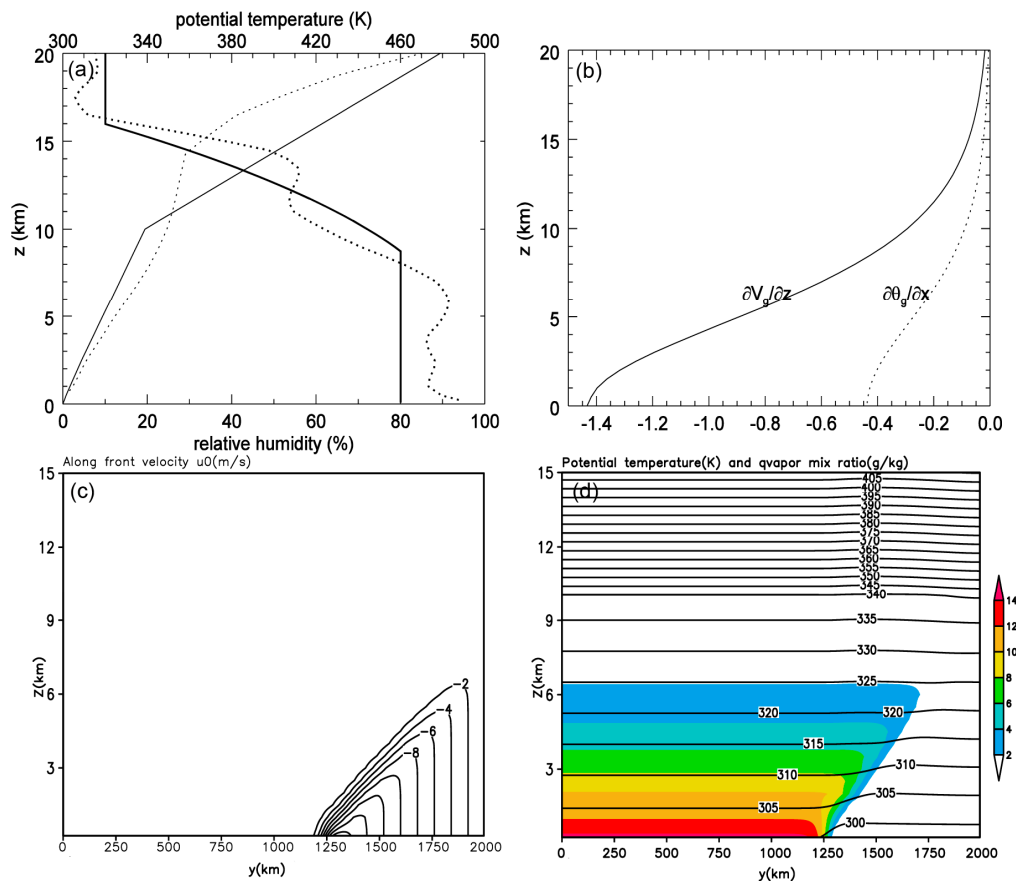 potential temperature (K)
300 340 380 420 460 500
20
15
10
5
0
z (km)
(a)
0 20 40 60 80 100
relative humidity (%)
20
15
10
5
0
z (km)
(b)
∂Vg/∂z
∂θg/∂x
-1.4 -1.2 -1.0 -0.8 -0.6 -0.4 -0.2 0.0
Along front velocity u0(m/s)
(c)
15
12
9
6
3
Z(km)
-2
-4
-6
-8
0 250 500 750 1000 1250 1500 1750 2000
y(km)
Potential temperature(K) and qvapor mix ratio(g/kg)
(d)
15
12
9
6
3
Z(km)
405
400
395
390
385
380
375
370
365
360
355
350
345
340
335
330
325
320 320
315
310 310
305 305
300
0 250 500 750 1000 1250 1500 1750 2000
y(km)
14
12
10
8
6
4
2